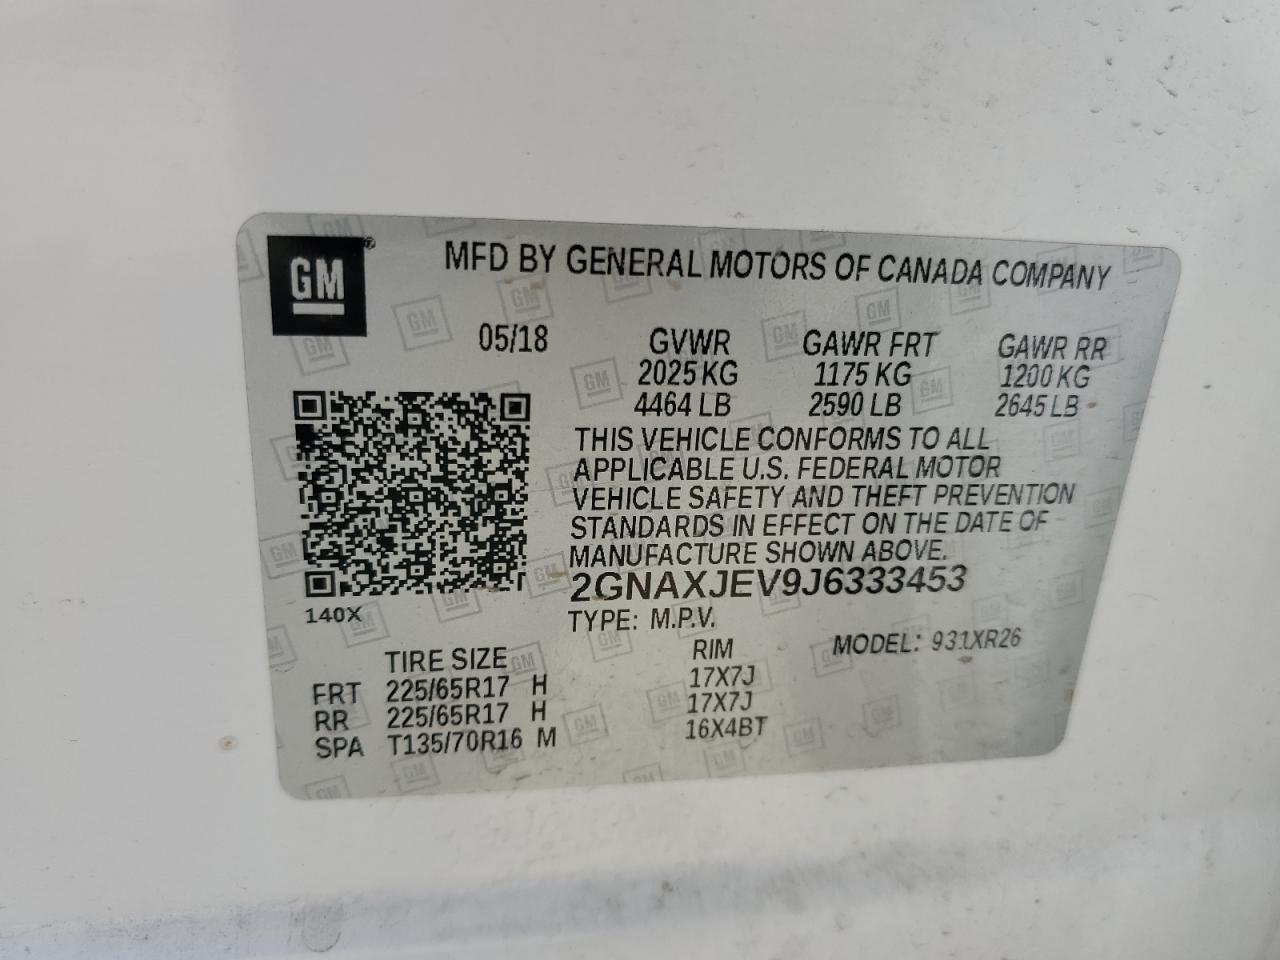 GM
MFD BY GENERAL MOTORS OF CANADA COMPANY
05/18 GVWR GAWR FRT GAWR RR
2025 KG 1175 KG 1200 KG
4464 LB 2590 LB 2645 LB
THIS VEHICLE CONFORMS TO ALL
APPLICABLE U.S. FEDERAL MOTOR
VEHICLE SAFETY AND THEFT PREVENTION
STANDARDS IN EFFECT ON THE DATE OF
MANUFACTURE SHOWN ABOVE.
2GNAXJEV9J6333453
140X
TYPE: M.P.V.
MODEL: 931XR26
TIRE SIZE RIM
FRT 225/65R17 H 17X7J
RR 225/65R17 H 17X7J
SPA T135/70R16 M 16X4BT